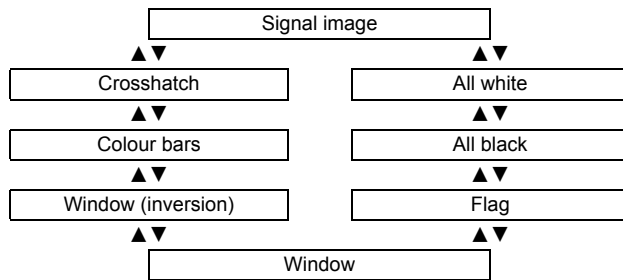 Signal image
▲▼ ▲▼
Crosshatch All white
▲▼ ▲▼
Colour bars All black
▲▼ ▲▼
Window (inversion) Flag
▲▼ ▲▼
Window